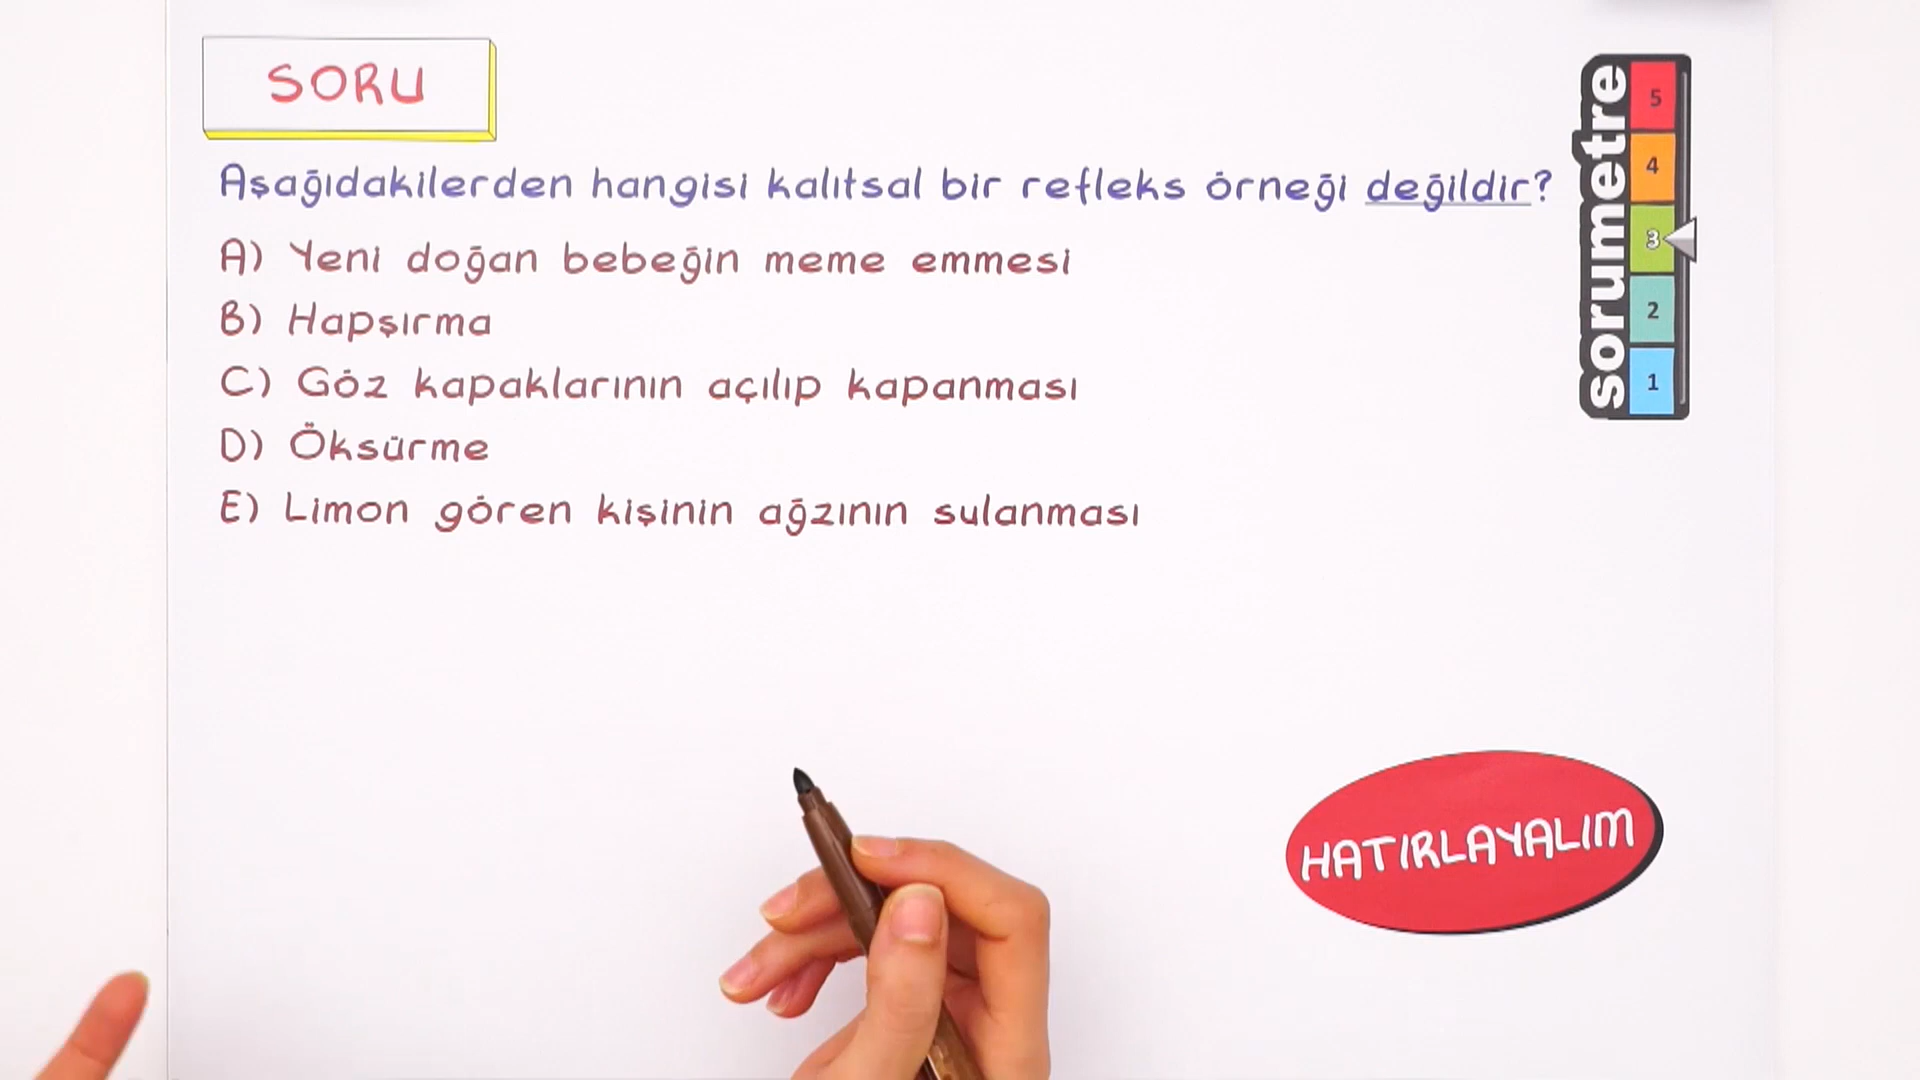 SORU
Aşağıdakilerden hangisi kalıtsal bir refleks örneği değildir?
A) Yeni doğan bebeğin meme emmesi
B) Hapşırma
C) Göz kapaklarının açılıp kapanması
D) Öksürme
E) Limon gören kişinin ağzının sulanması
sorumetre
5
4
3
2
1
HATIRLAYALIM